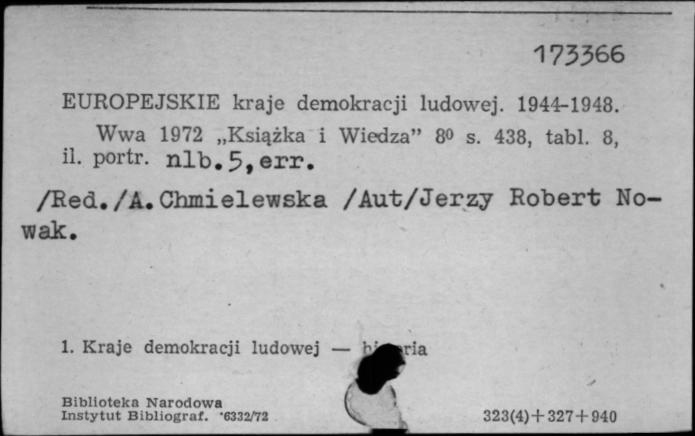 173366
EUROPEJSKIE kraje demokracji ludowej. 1944-1948.
Wwa 1972 „Książka i Wiedza” 8⁰ s. 438, tabl. 8,
il. portr. nlb.5,err.
/Red./A.Chmielewska /Aut/Jerzy Robert No-
wak.
1. Kraje demokracji ludowej —
Biblioteka Narodowa
Instytut Bibliograf. *6332/72
323(4)+327+940